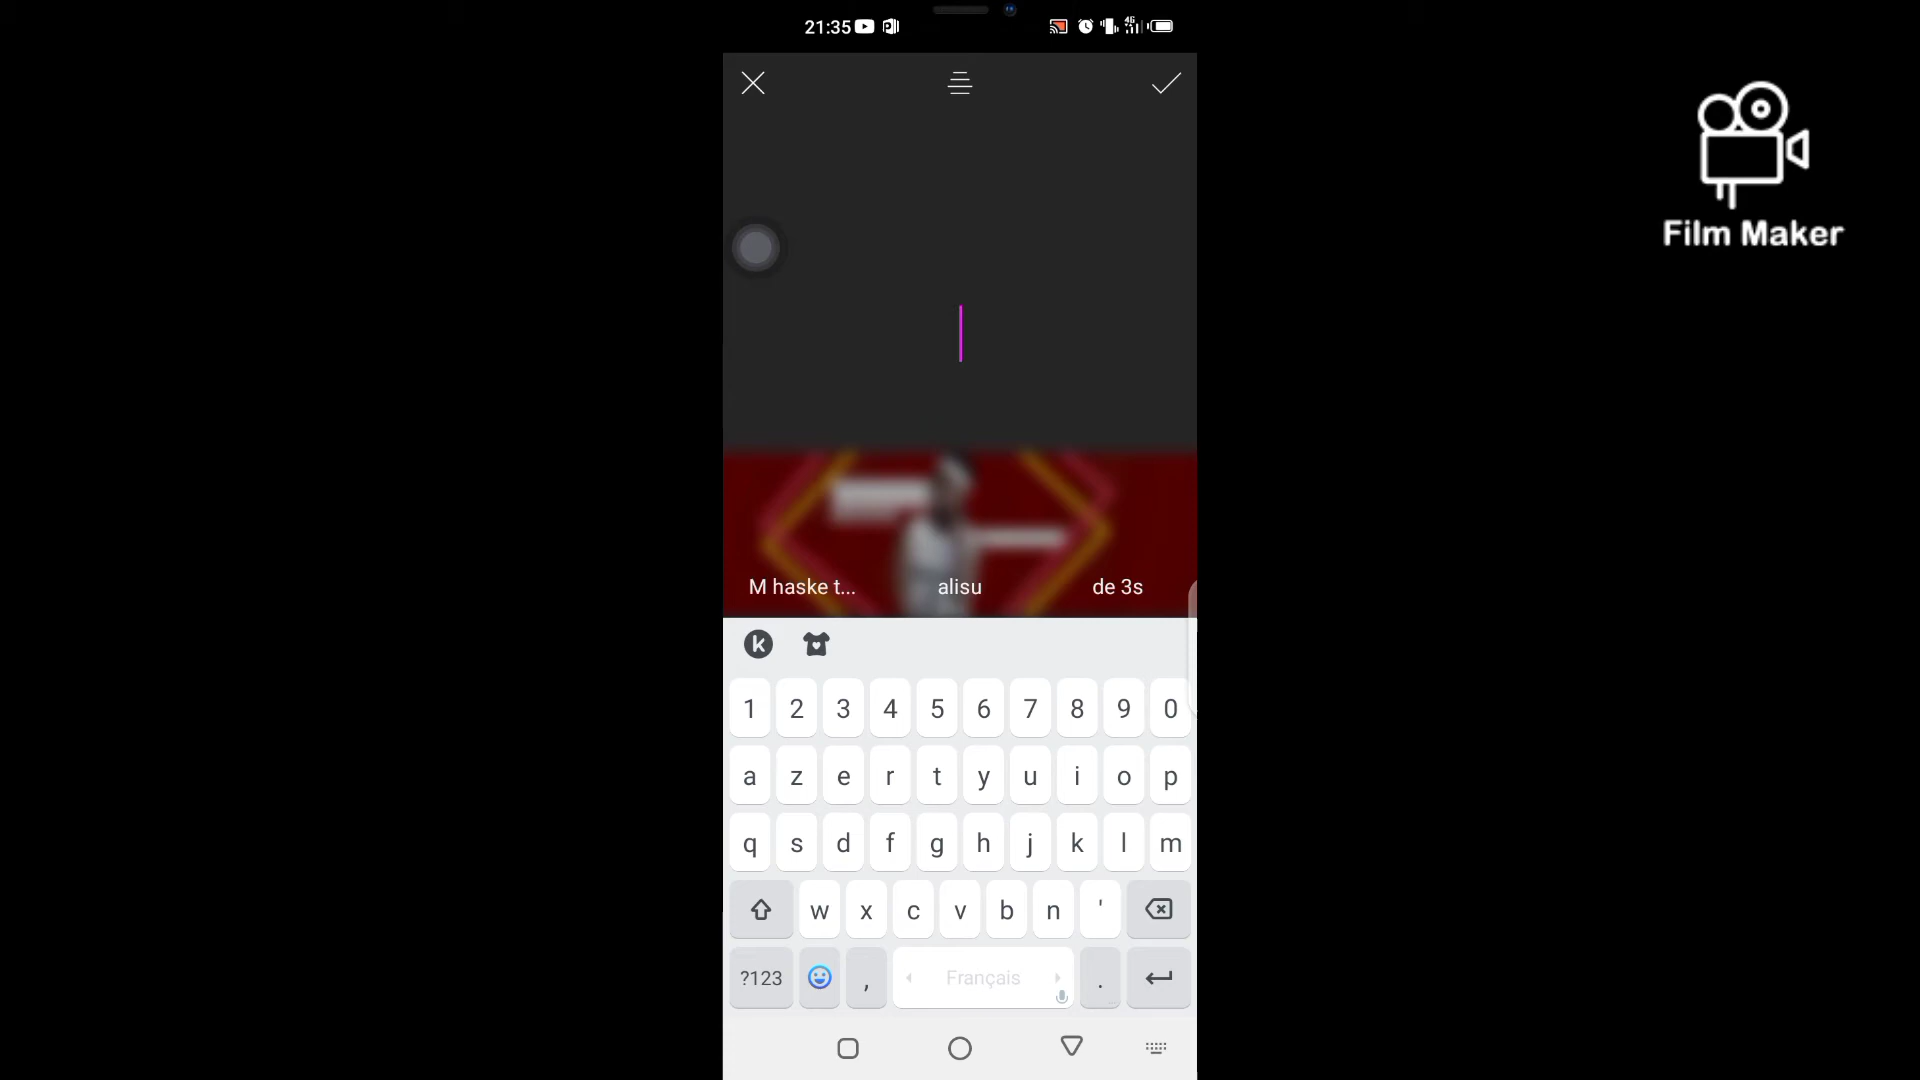 21:35
4G
Film Maker
M haske t... alisu de 3s
k
1 2 3 4 5 6 7 8 9 0
a z e r t y u i o p
q s d f g h j k l m
w x c v b n '
?123 , Français .